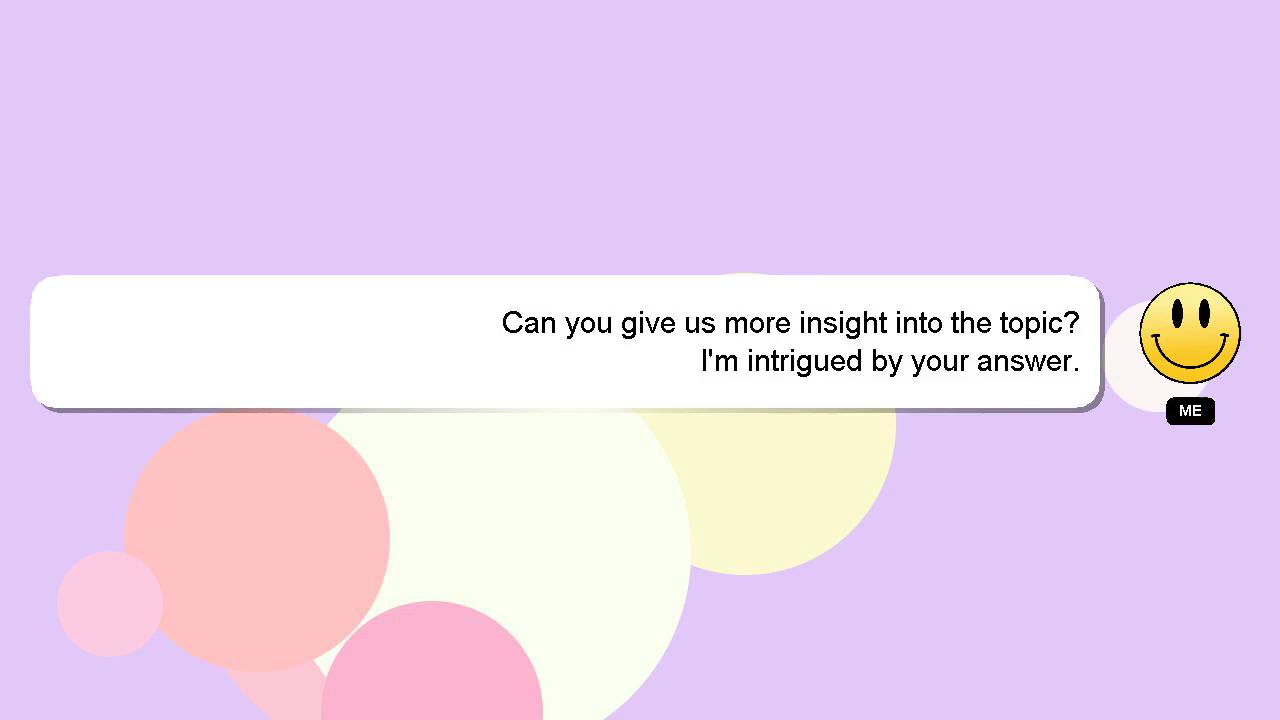 Can you give us more insight into the topic?
I'm intrigued by your answer.
ME